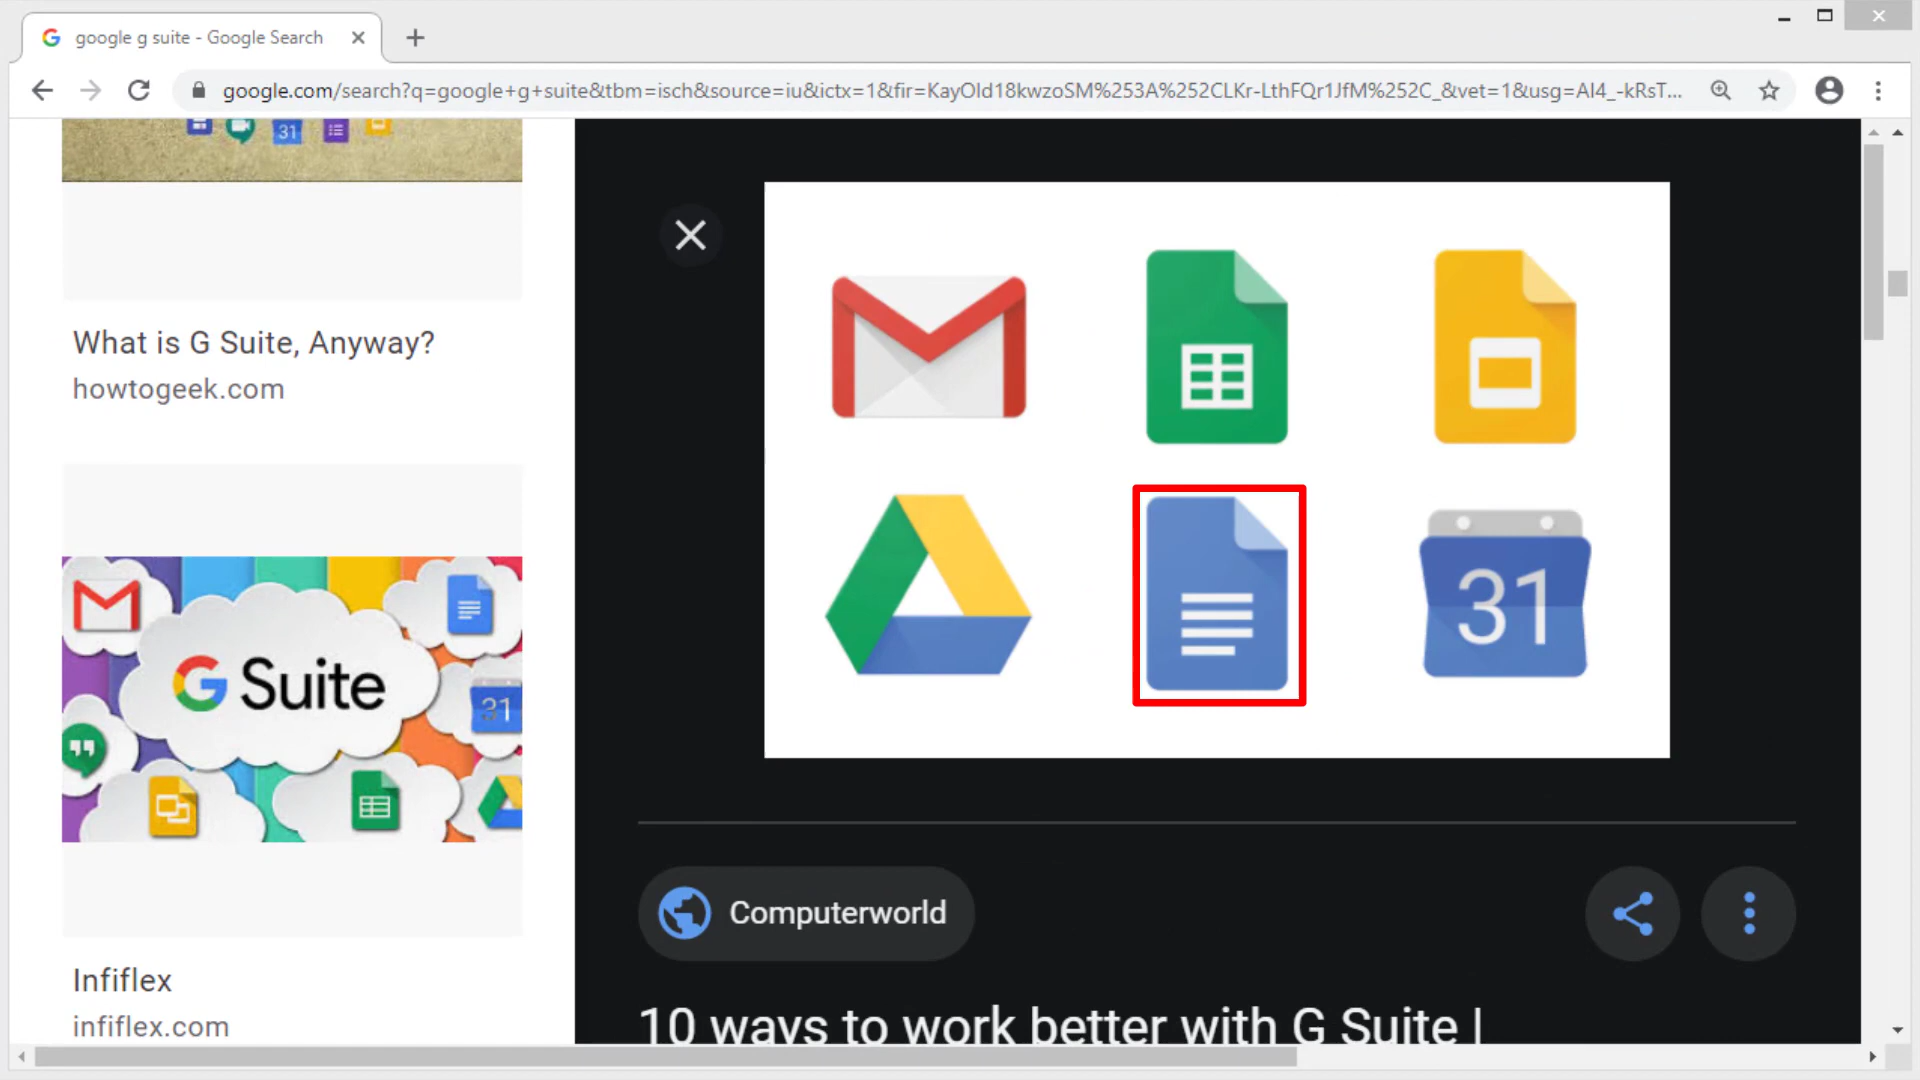 google g suite - Google Search
google.com/search?q=google+g+suite&tbm=isch&source=iu&ictx=1&fir=KayOld18kwzoSM%253A%252CLKr-LthFQr1JfM%252C_&vet=1&usg=AI4_-kRsT...
31
What is G Suite, Anyway?
howtogeek.com
31
G Suite
31
Computerworld
Infiflex
infiflex.com
10 ways to work better with G Suite |